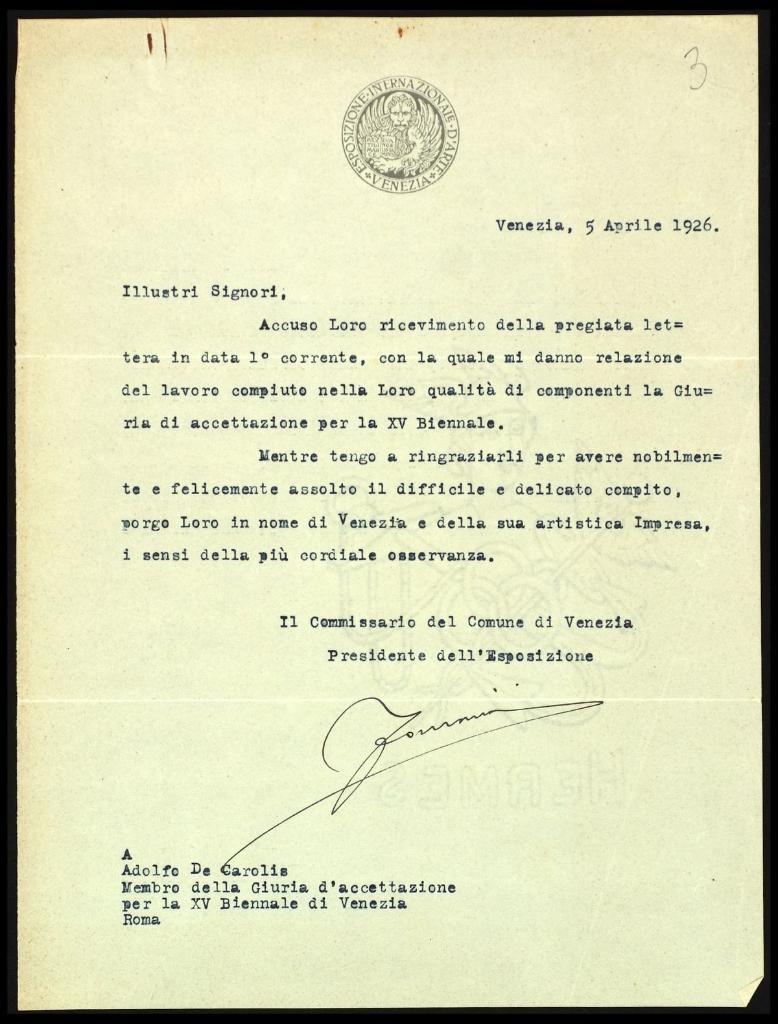 3
ESPOSIZIONE·INTERNAZIONALE·D'ARTE
VENEZIA
Venezia, 5 Aprile 1926.
Illustri Signori,
Accuso Loro ricevimento della pregiata let=
tera in data 1º corrente, con la quale mi danno relazione
del lavoro compiuto nella Loro qualità di componenti la Giu=
ria di accettazione per la XV Biennale.
Mentre tengo a ringraziarli per avere nobilmen=
te e felicemente assolto il difficile e delicato compito,
porgo Loro in nome di Venezia e della sua artistica Impresa,
i sensi della più cordiale osservanza.
Il Commissario del Comune di Venezia
Presidente dell'Esposizione
HERMES
A
Adolfo De Carolis
Membro della Giuria d'accettazione
per la XV Biennale di Venezia
Roma